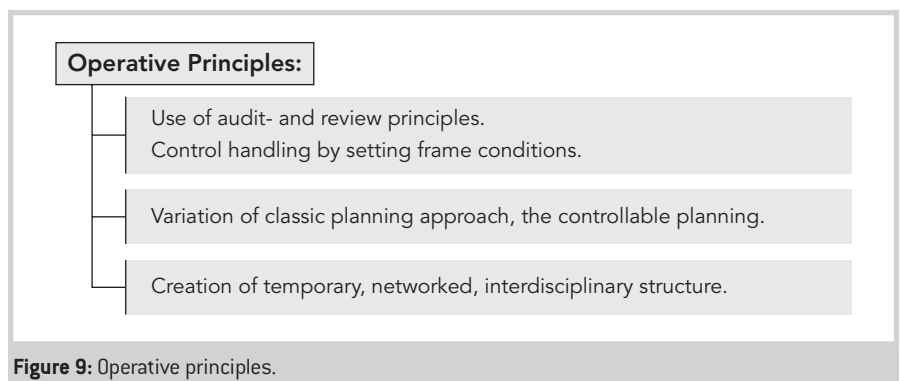 Operative Principles:
Use of audit- and review principles.
Control handling by setting frame conditions.
Variation of classic planning approach, the controllable planning.
Creation of temporary, networked, interdisciplinary structure.
Figure 9: Operative principles.